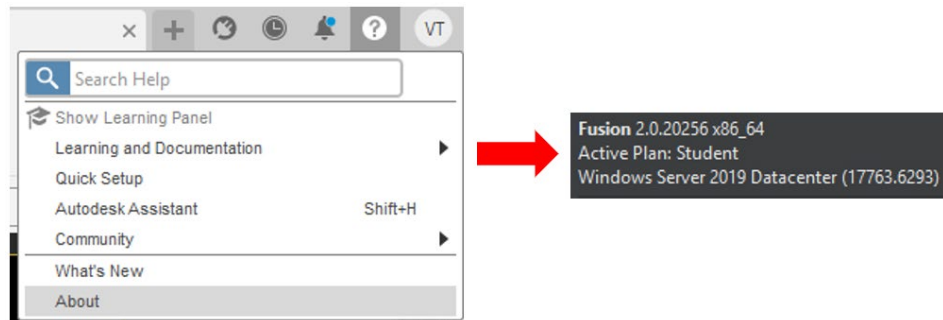 VT
Search Help
Show Learning Panel
Learning and Documentation
Quick Setup
Autodesk Assistant Shift+H
Community
What's New
About
Fusion 2.0.20256 x86_64
Active Plan: Student
Windows Server 2019 Datacenter (17763.6293)